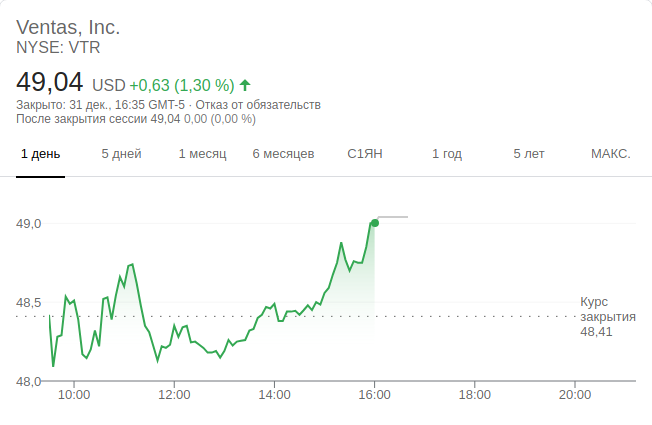 Ventas, Inc.
NYSE: VTR
49,04 USD +0,63 (1,30 %)
Закрыто: 31 дек., 16:35 GMT-5 · Отказ от обязательств
После закрытия сессии 49,04 0,00 (0,00 %)
1 день 5 дней 1 месяц 6 месяцев С1ЯН 1 год 5 лет МАКС.
49,0
48,5
Курс
закрытия
48,41
48,0
10:00 12:00 14:00 16:00 18:00 20:00